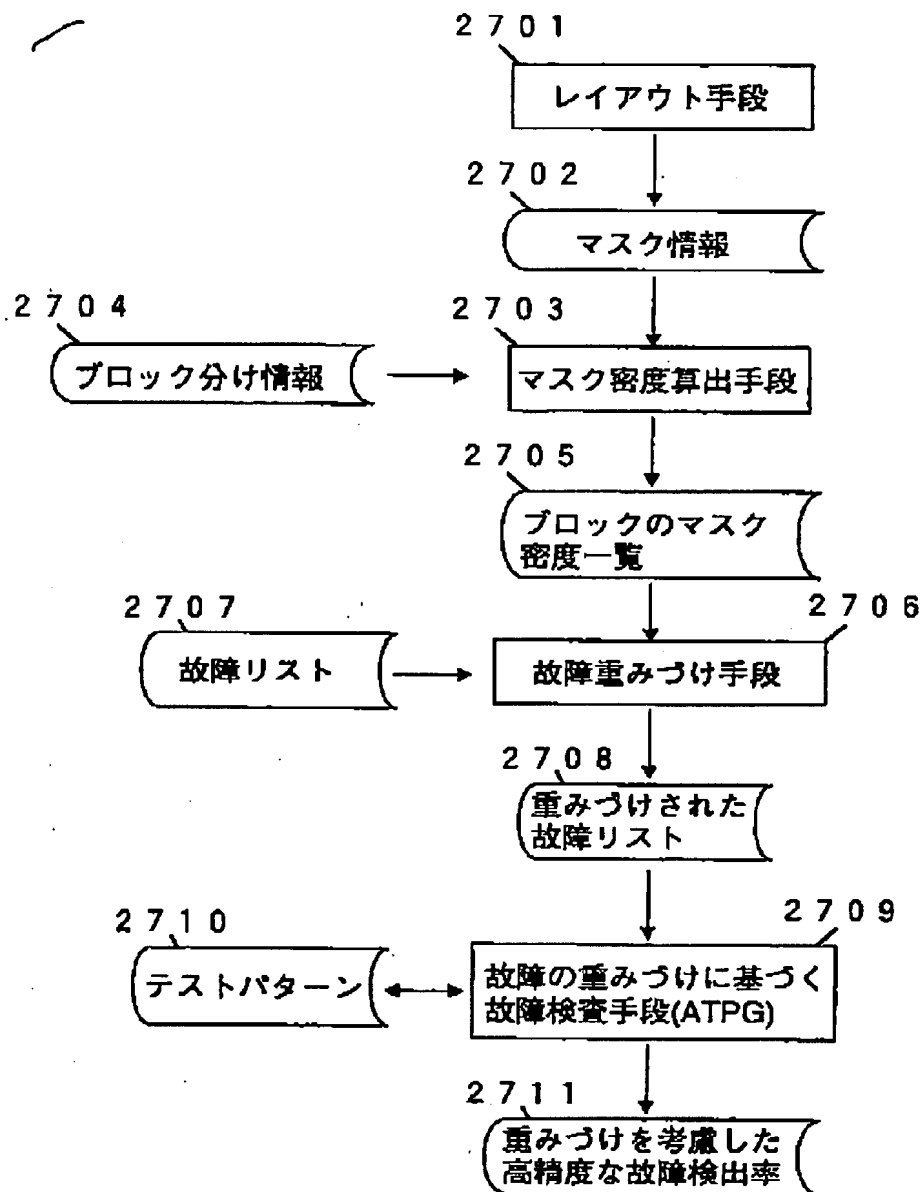 2701
レイアウト手段
2702
マスク情報
2704
ブロック分け情報
2703
マスク密度算出手段
2705
ブロックのマスク
密度一覧
2707
故障リスト
2706
故障重みづけ手段
2708
重みづけされた
故障リスト
2710
テストパターン
2709
故障の重みづけに基づく
故障検査手段(ATPG)
2711
重みづけを考慮した
高精度な故障検出率